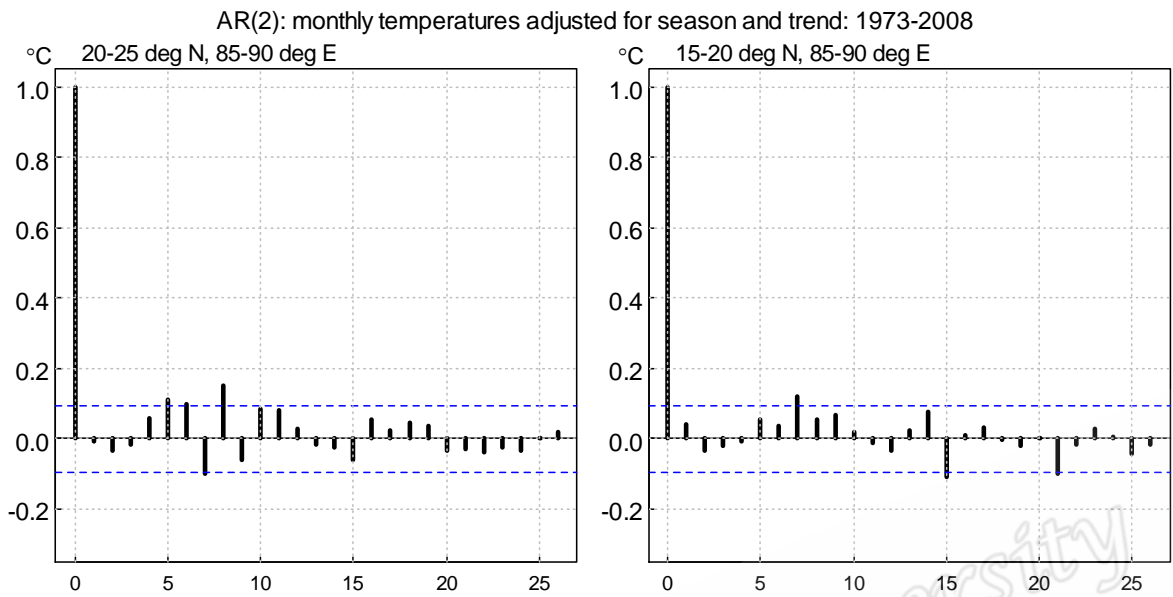 AR(2): monthly temperatures adjusted for season and trend: 1973-2008
°C 20-25 deg N, 85-90 deg E
°C 15-20 deg N, 85-90 deg E
1.0
0.8
0.6
0.4
0.2
0.0
-0.2
0 5 10 15 20 25
1.0
0.8
0.6
0.4
0.2
0.0
-0.2
0 5 10 15 20 25